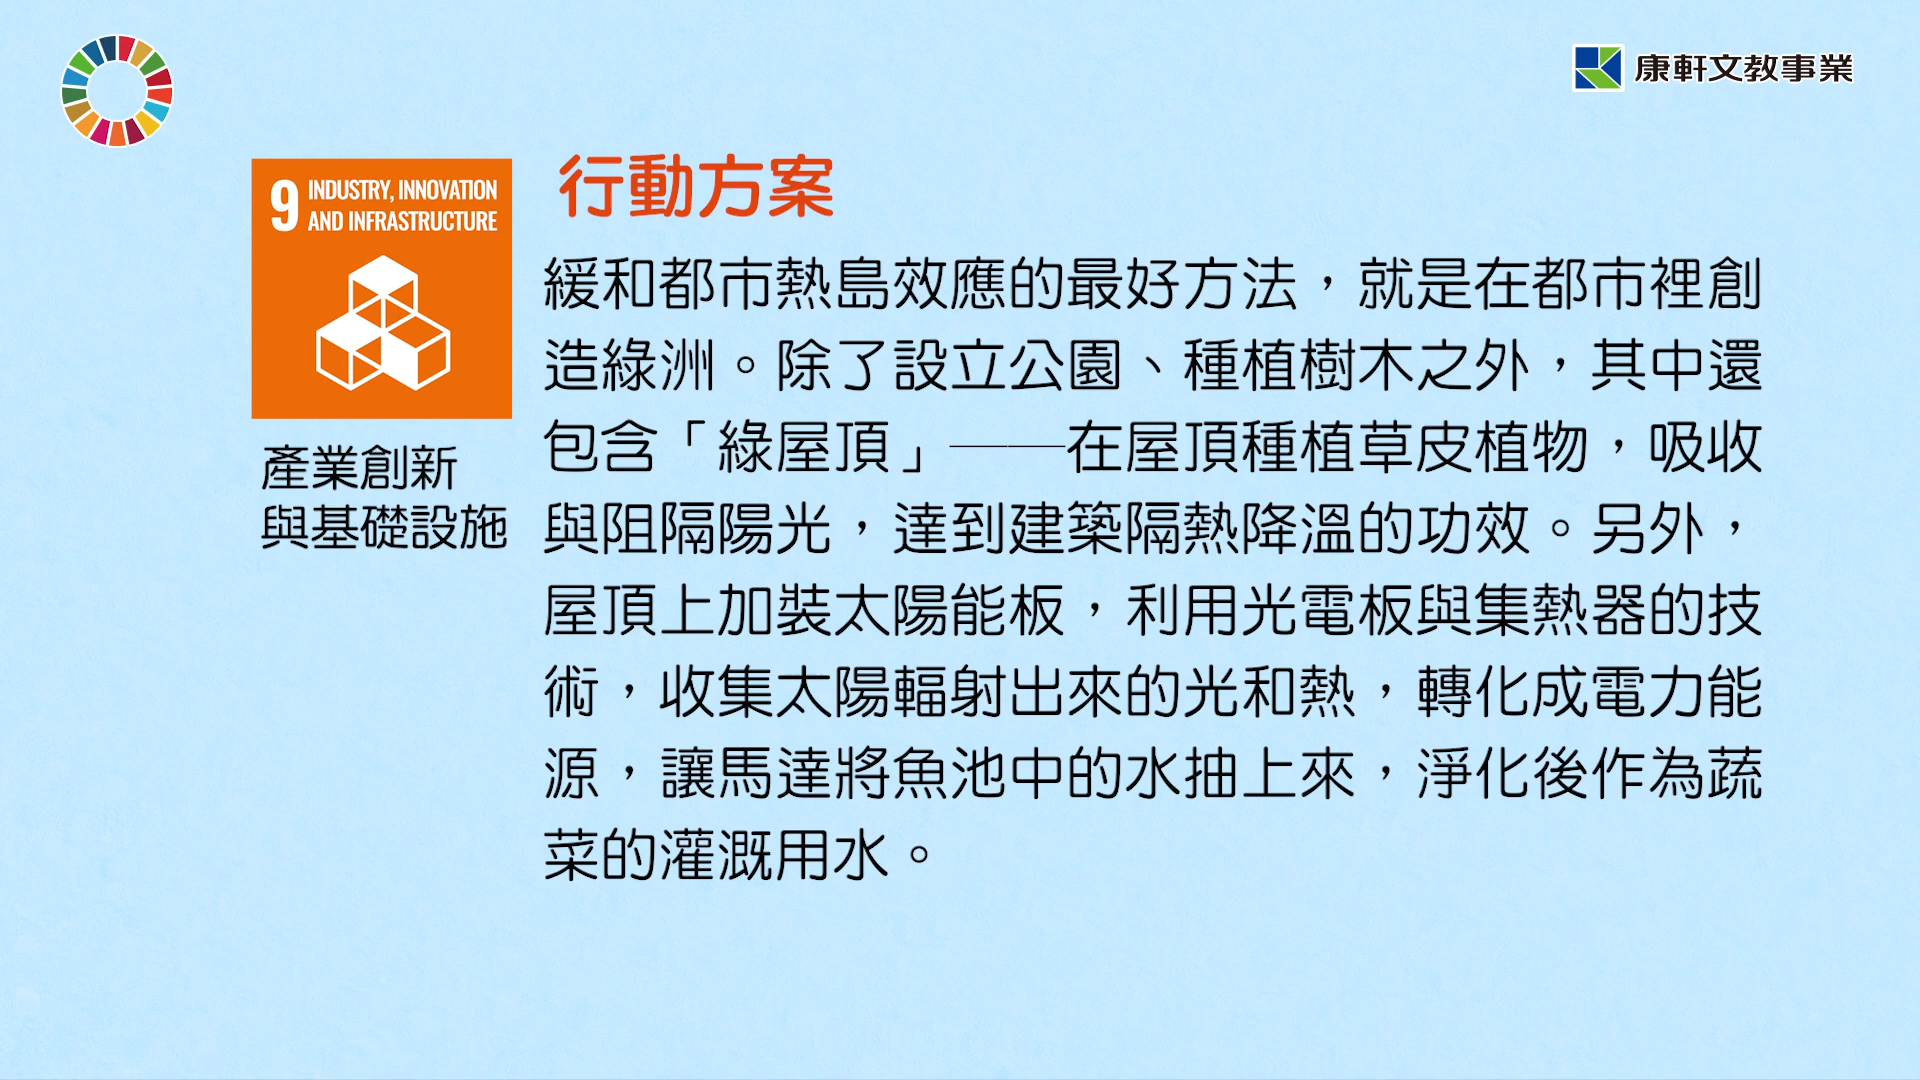 康軒文教事業
9 INDUSTRY, INNOVATION
AND INFRASTRUCTURE
產業創新
與基礎設施
行動方案
緩和都市熱島效應的最好方法，就是在都市裡創
造綠洲。除了設立公園、種植樹木之外，其中還
包含「綠屋頂」——在屋頂種植草皮植物，吸收
與阻隔陽光，達到建築隔熱降溫的功效。另外，
屋頂上加裝太陽能板，利用光電板與集熱器的技
術，收集太陽輻射出來的光和熱，轉化成電力能
源，讓馬達將魚池中的水抽上來，淨化後作為蔬
菜的灌溉用水。